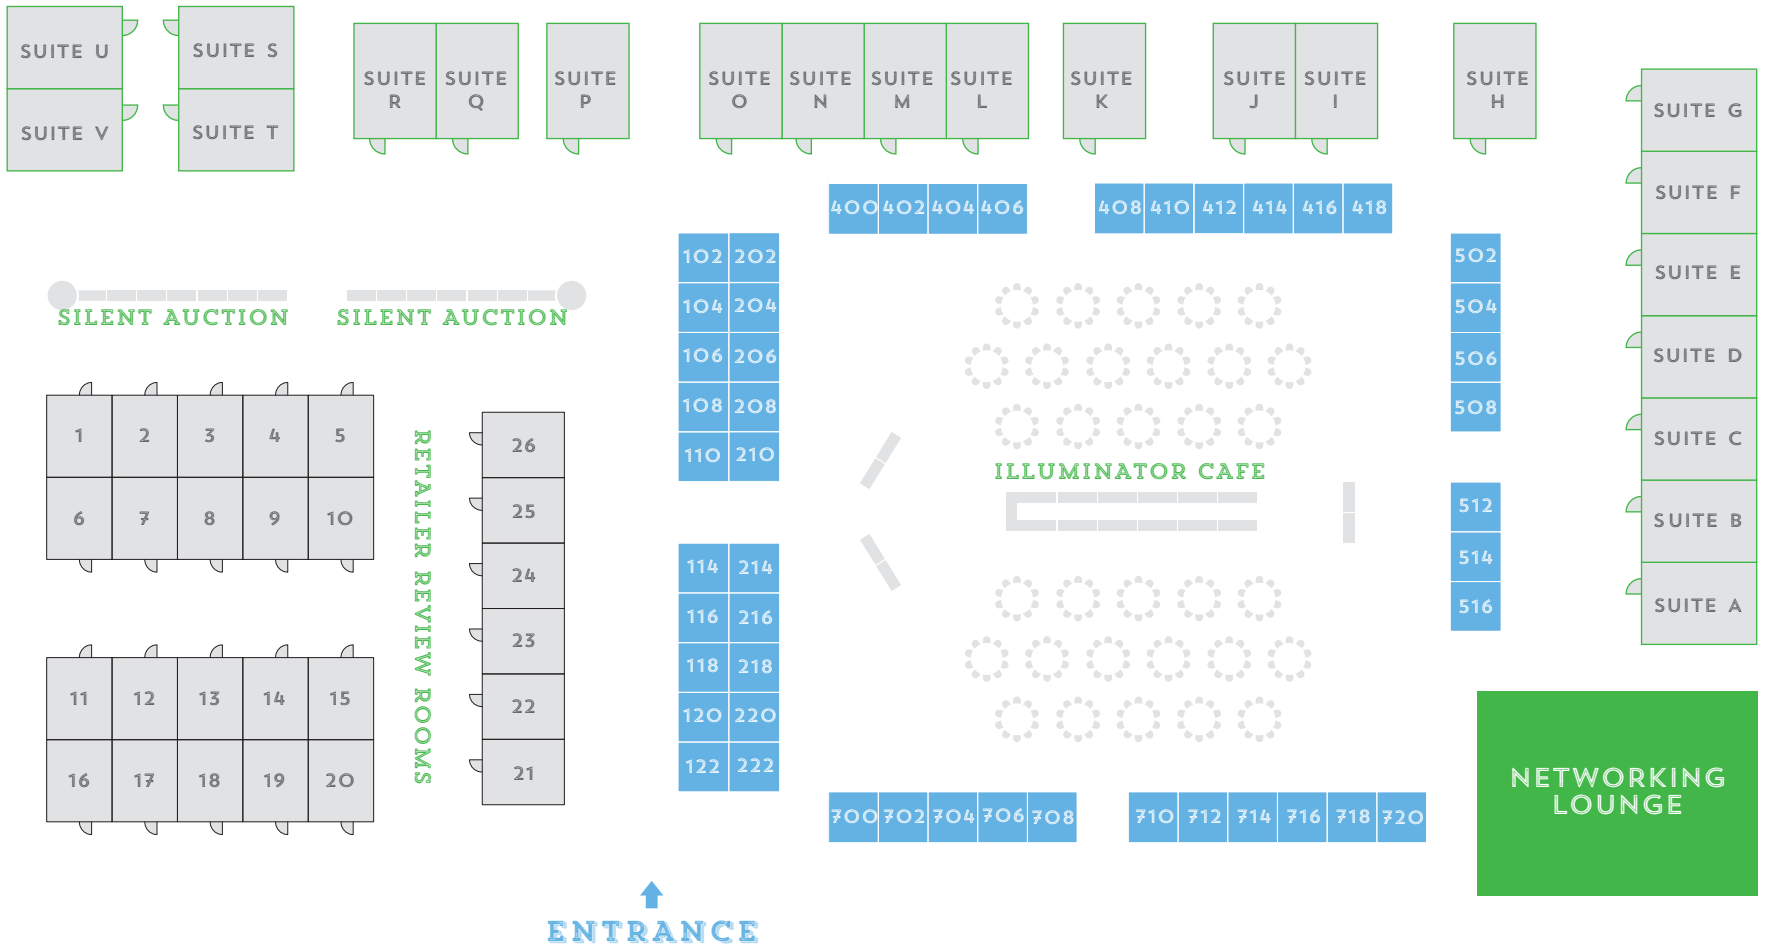 SUITE U
SUITE S
SUITE V
SUITE T
SUITE
R
SUITE
Q
SUITE
P
SUITE
O
SUITE
N
SUITE
M
SUITE
L
SUITE
K
SUITE
J
SUITE
I
SUITE
H
SUITE G
SUITE F
SUITE E
SUITE D
SUITE C
SUITE B
SUITE A
400 402 404 406
408 410 412 414 416 418
SILENT AUCTION
SILENT AUCTION
1 2 3 4 5
6 7 8 9 10
11 12 13 14 15
16 17 18 19 20
RETAILER REVIEW ROOMS
26
25
24
23
22
21
102 202
104 204
106 206
108 208
110 210
114 214
116 216
118 218
120 220
122 222
ILLUMINATOR CAFE
502
504
506
508
512
514
516
700 702 704 706 708
710 712 714 716 718 720
NETWORKING
LOUNGE
ENTRANCE